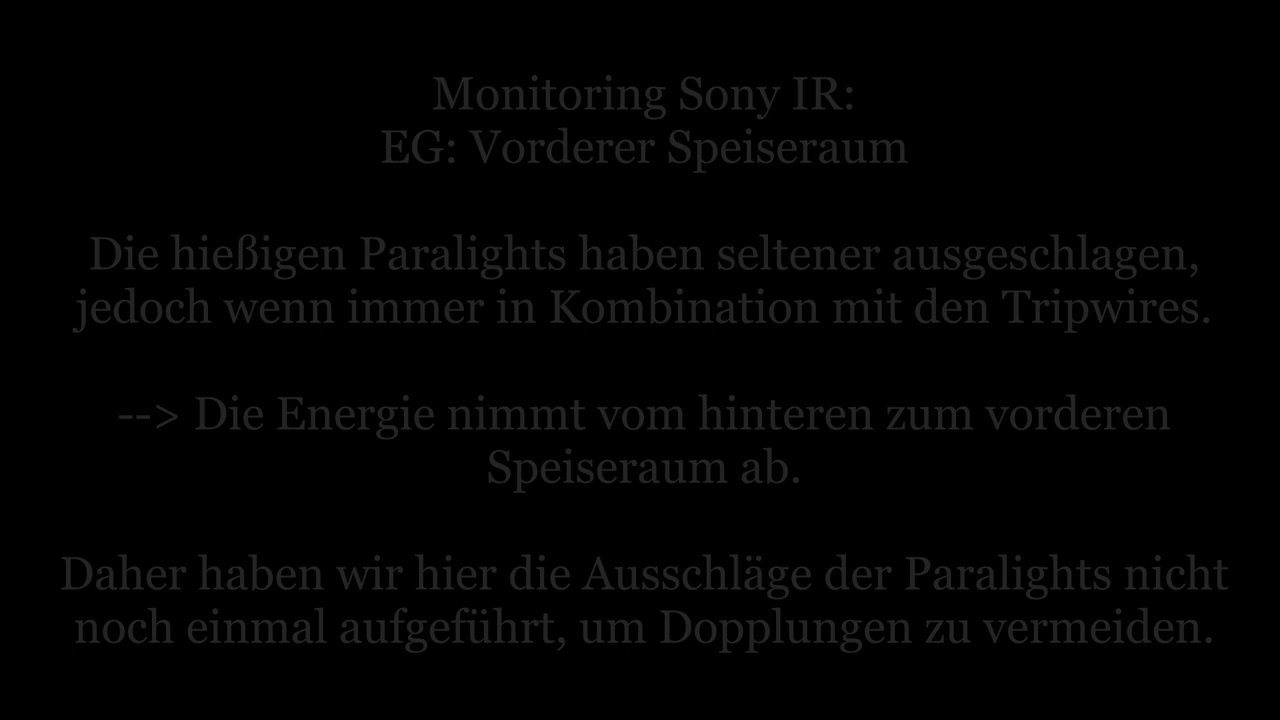 Monitoring Sony IR:
EG: Vorderer Speiseraum
Die hießigen Paralights haben seltener ausgeschlagen,
jedoch wenn immer in Kombination mit den Tripwires.
--> Die Energie nimmt vom hinteren zum vorderen
Speiseraum ab.
Daher haben wir hier die Ausschläge der Paralights nicht
noch einmal aufgeführt, um Dopplungen zu vermeiden.